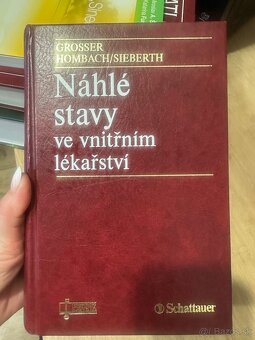 GROSSER
HOMBACH/SIEBERTH
Náhlé
stavy
ve vnitřním
lékařství
Schattauer